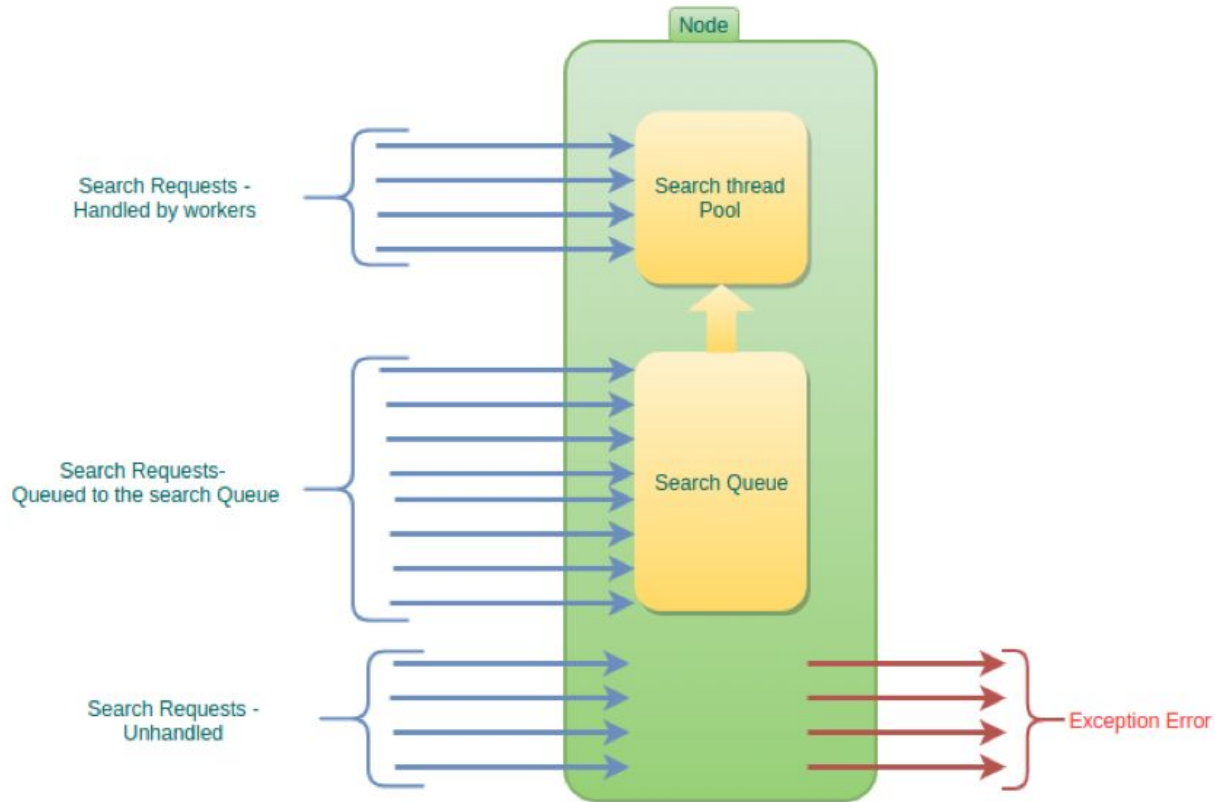 Node
Search Requests -
Handled by workers
Search thread
Pool
Search Requests-
Queued to the search Queue
Search Queue
Search Requests -
Unhandled
Exception Error